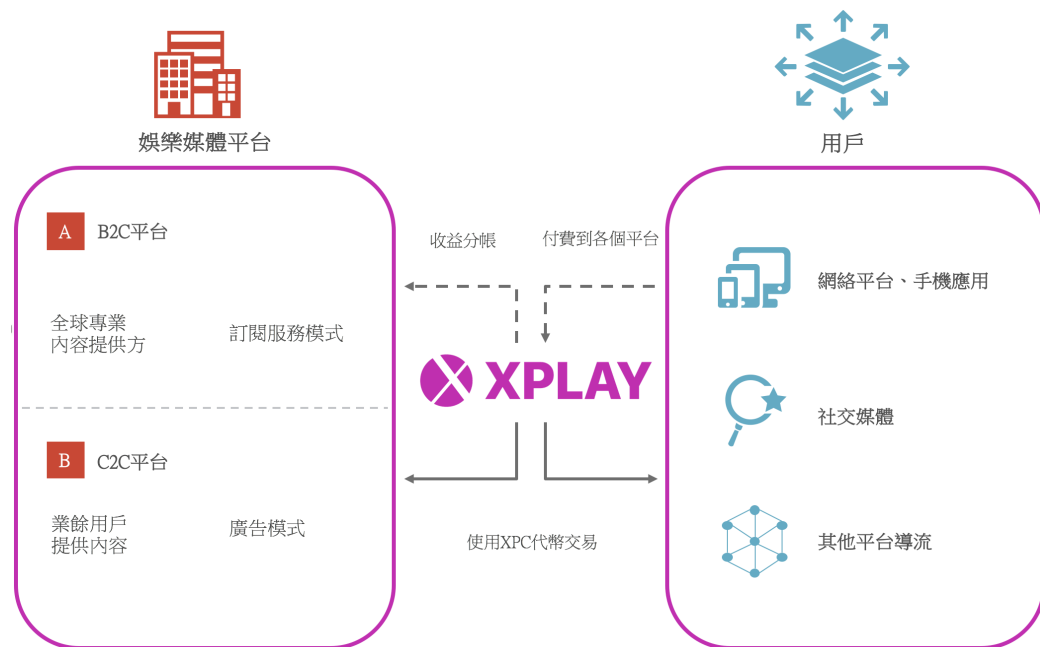 娛樂媒體平台
用戶
A
B2C平台
全球專業
內容提供方
訂閱服務模式
B
C2C平台
業餘用戶
提供內容
廣告模式
收益分帳
付費到各個平台
XPLAY
使用XPC代幣交易
網絡平台、手機應用
社交媒體
其他平台導流